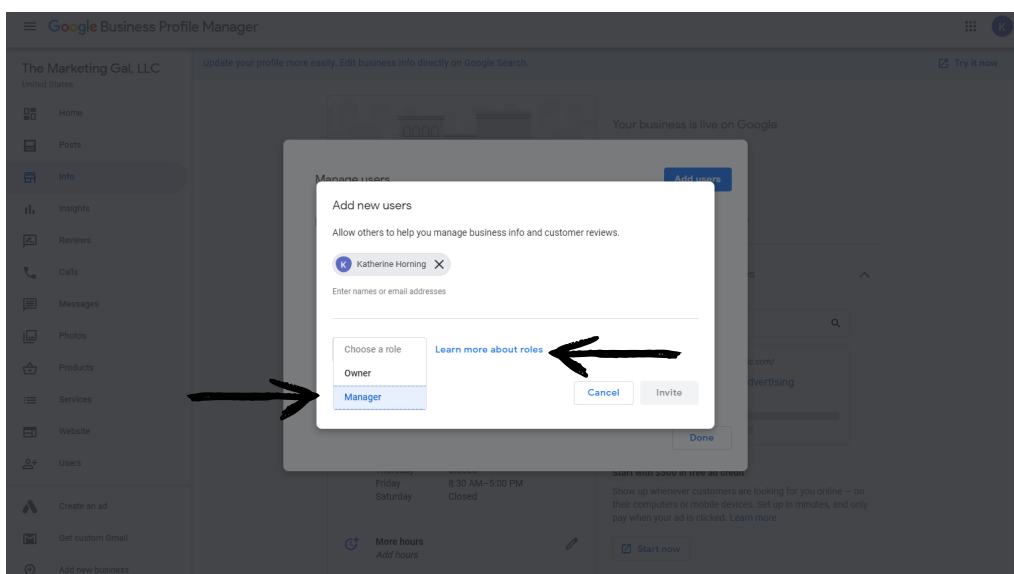 Google Business Profile Manager
K
The Marketing Gal, LLC
United States
Update your profile more easily. Edit business info directly on Google Search.
Try it now
Home
Posts
Info
Insights
Reviews
Calls
Messages
Photos
Products
Services
Website
Users
Create an ad
Get custom Gmail
Add new business
Your business is live on Google
Manage users
Add users
Add new users
Allow others to help you manage business info and customer reviews.
K Katherine Horning
Enter names or email addresses
Choose a role
Learn more about roles
Owner
Manager
Cancel
Invite
Done
Friday 8:30 AM–5:00 PM
Saturday Closed
More hours
Add hours
Start with $500 in free ad credit
Show up whenever customers are looking for you online — on
their computers or mobile devices. Set up in minutes, and only
pay when your ad is clicked. Learn more
Start now